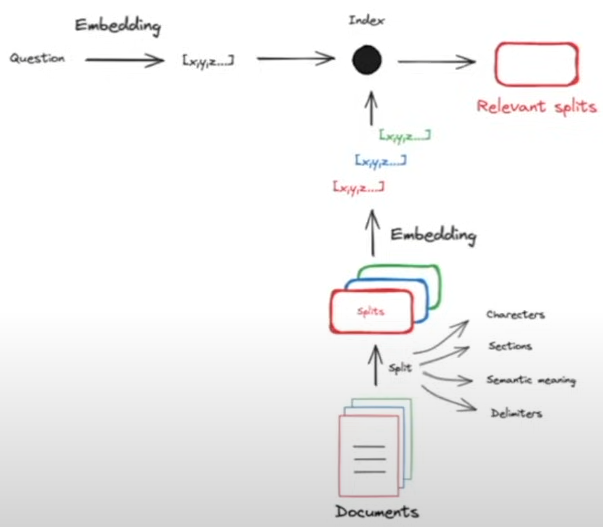 Index
Embedding
Question
[x,y,z...]
Relevant splits
[x,y,z...]
[x,y,z...]
[x,y,z...]
Embedding
Splits
Charecters
Sections
Split
Semantic meaning
Delimiters
Documents